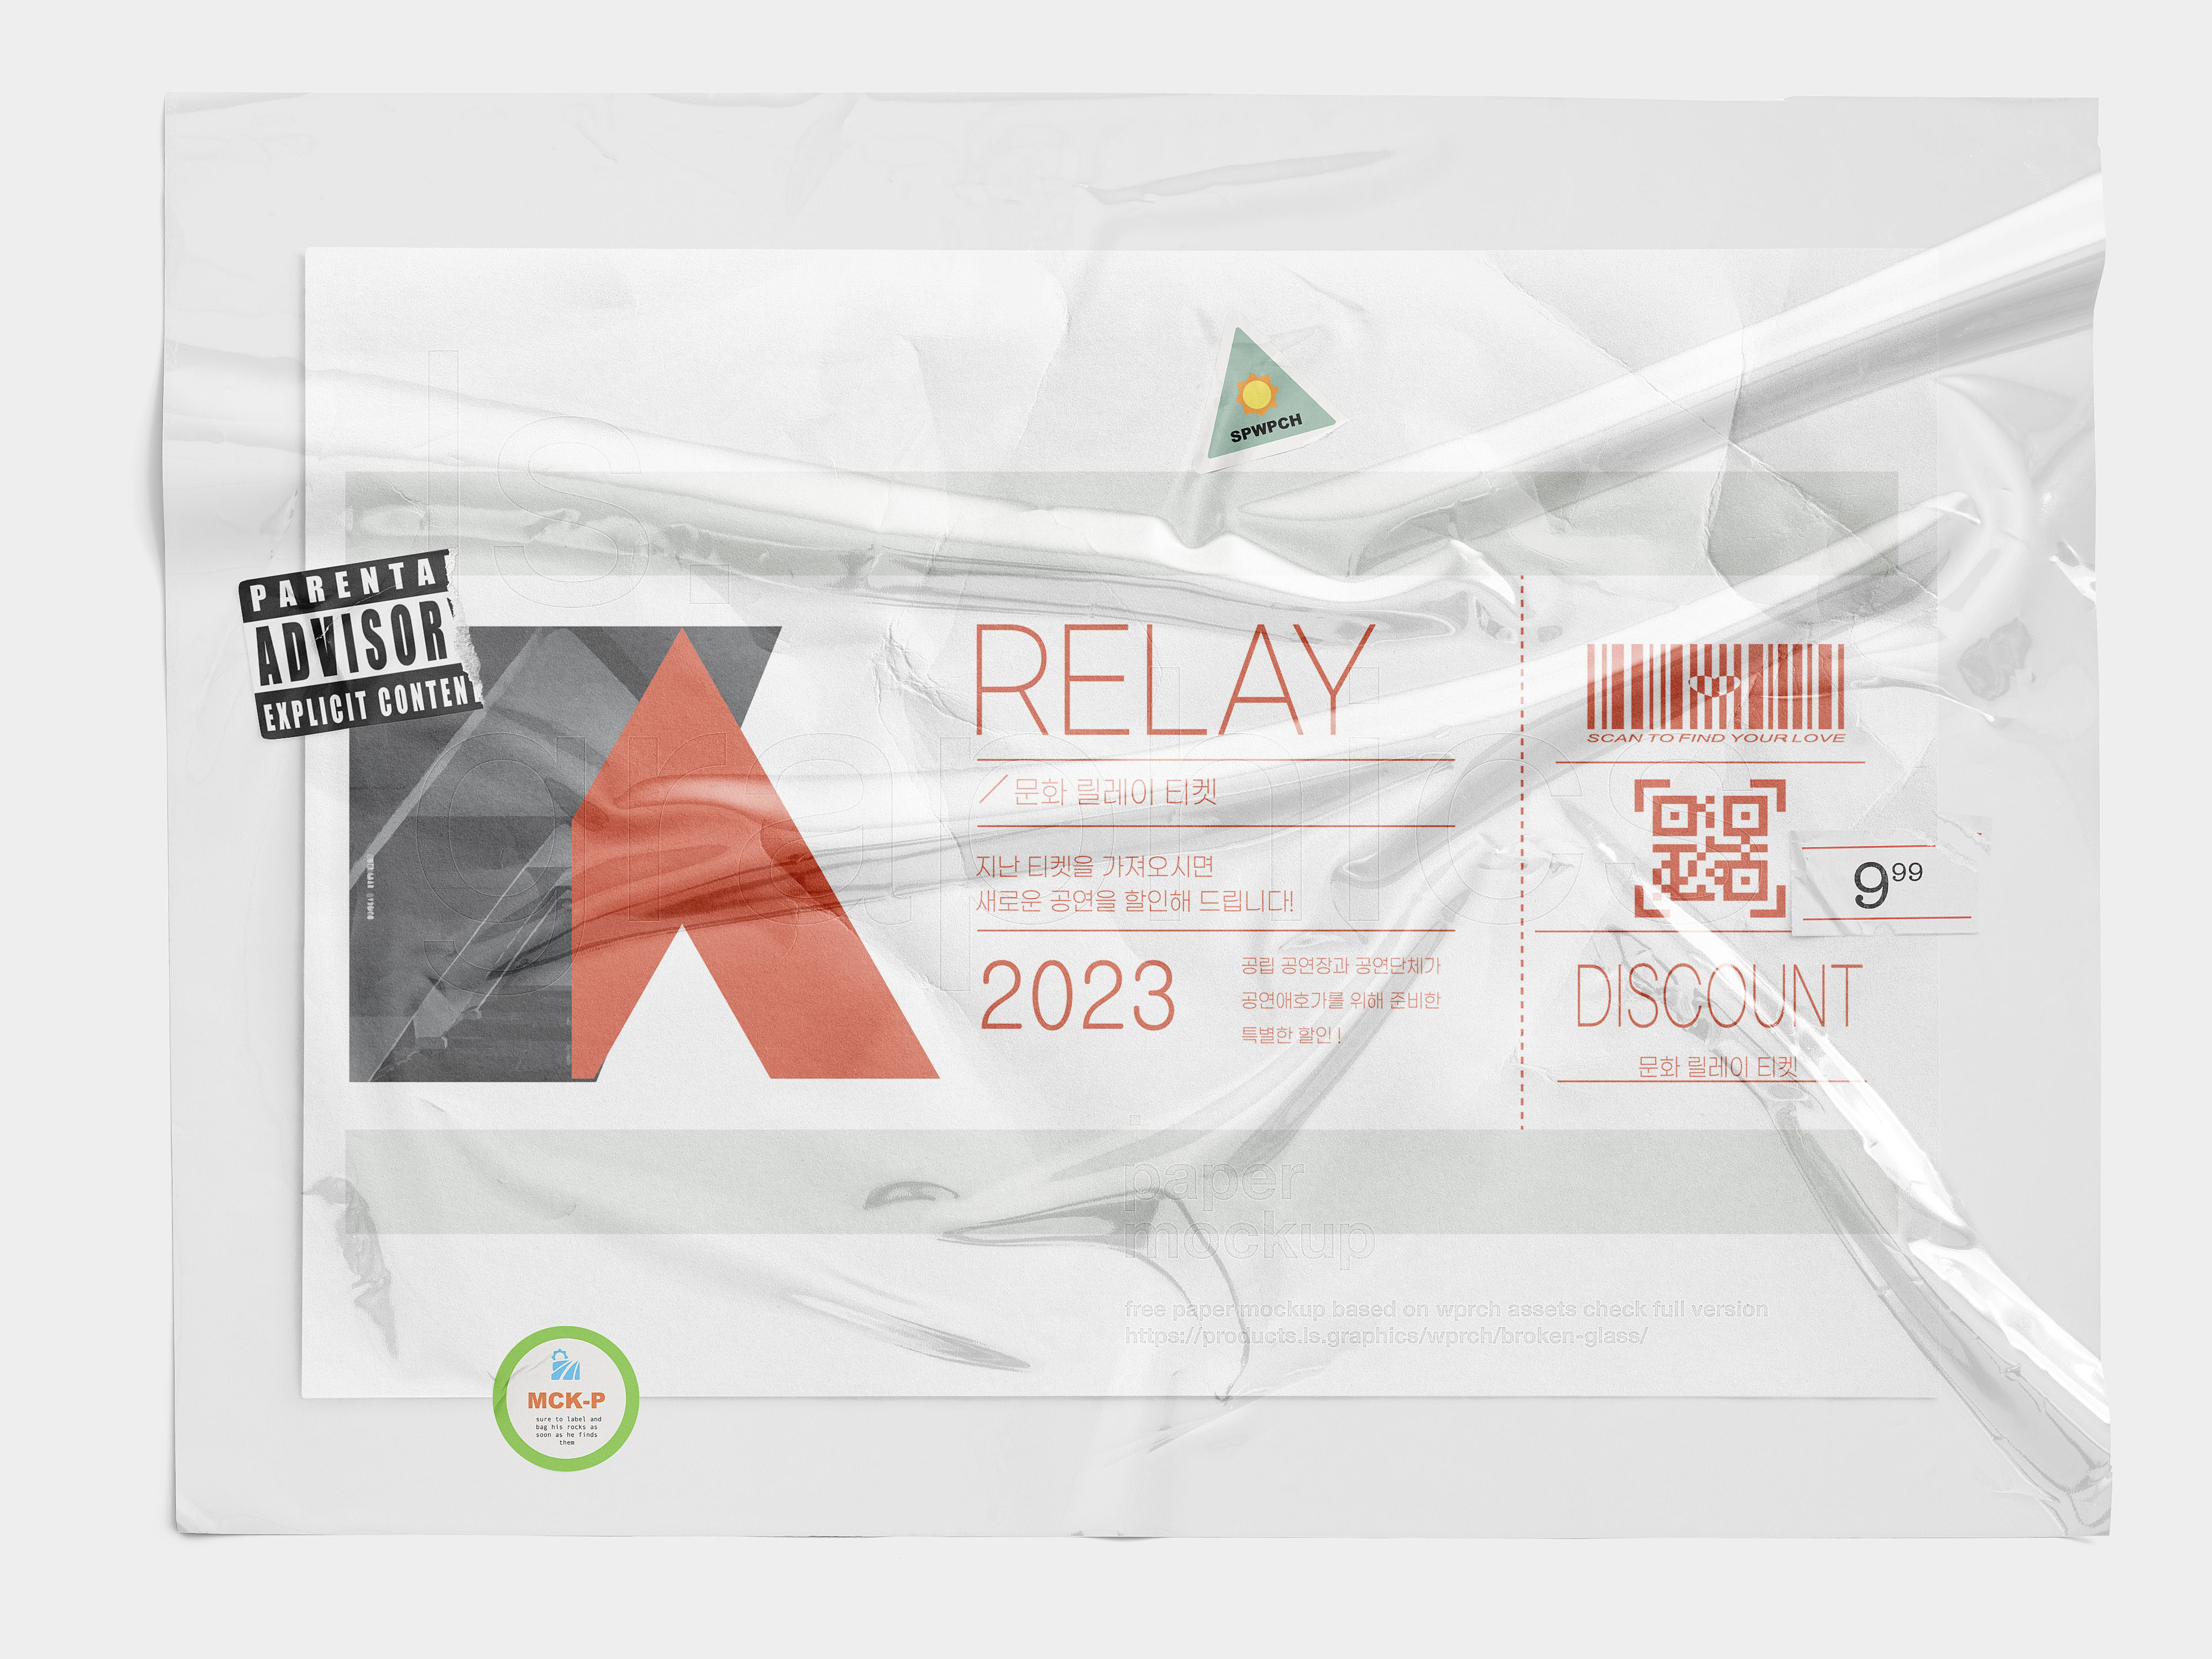 ls.
graphics
SPWPCH
PARENTA
ADVISOR
EXPLICIT CONTEN
RELAY
/ 문화 릴레이 티켓
지난 티켓을 가져오시면
새로운 공연을 할인해 드립니다!
2023
공립 공연장과 공연단체가
공연애호가를 위해 준비한
특별한 할인!
SCAN TO FIND YOUR LOVE
9 99
DISCOUNT
문화 릴레이 티켓
paper
mockup
free paper mockup based on wprch assets check full version
https://products.ls.graphics/wprch/broken-glass/
MCK-P
sure to label and
bag his rocks as
soon as he finds
them